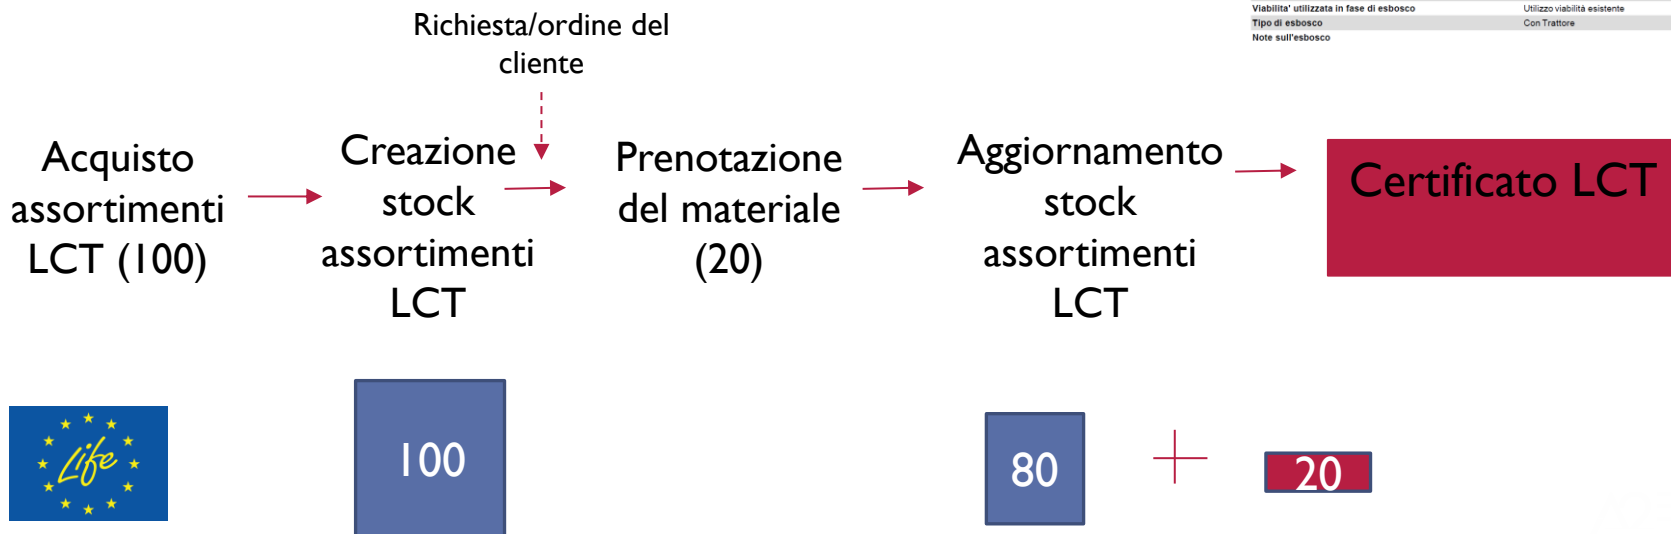 Viabilita' utilizzata in fase di esbosco Utilizzo viabilità esistente
Tipo di esbosco Con Trattore
Note sull'esbosco
Richiesta/ordine del
cliente
Acquisto
assortimenti
LCT (100)
Creazione
stock
assortimenti
LCT
Prenotazione
del materiale
(20)
Aggiornamento
stock
assortimenti
LCT
Certificato LCT
Life
100
80
20